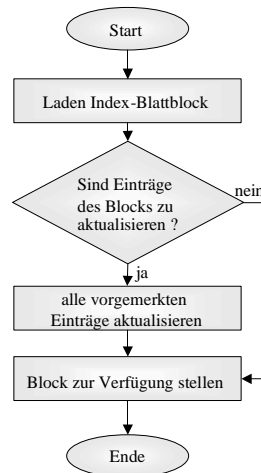 Start
Laden Index-Blattblock
Sind Einträge
des Blocks zu
aktualisieren ?
nein
ja
alle vorgemerkten
Einträge aktualisieren
Block zur Verfügung stellen
Ende